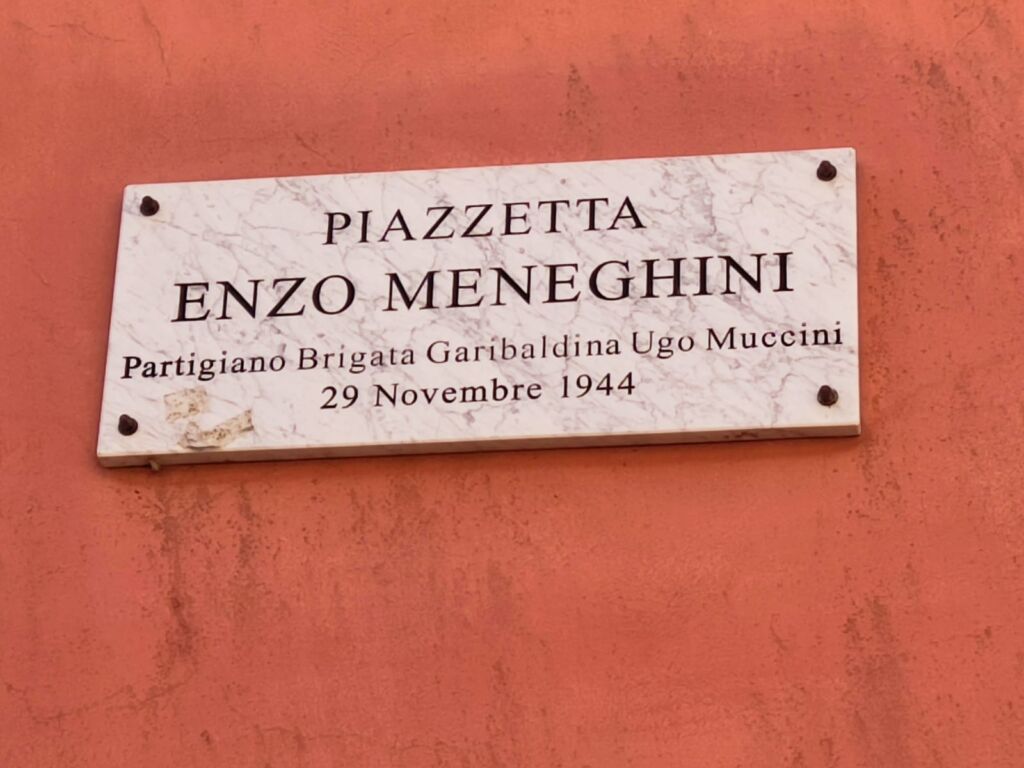 PIAZZETTA
ENZO MENEGHINI
Partigiano Brigata Garibaldina Ugo Muccini
29 Novembre 1944